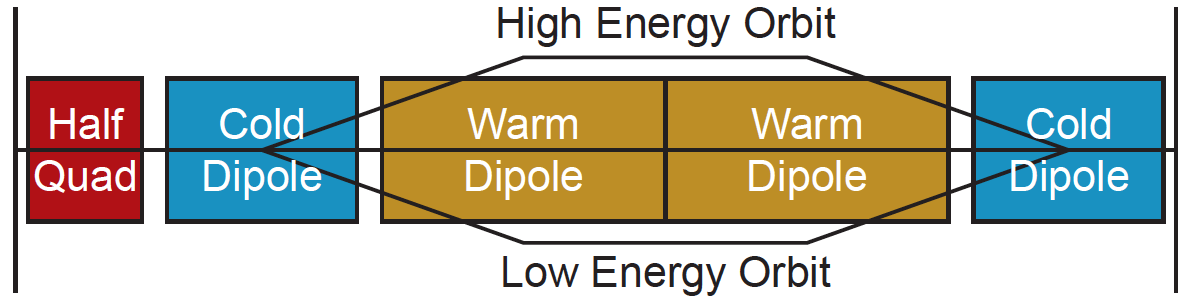 High Energy Orbit
Half Quad
Cold Dipole
Warm Dipole
Warm Dipole
Cold Dipole
Low Energy Orbit